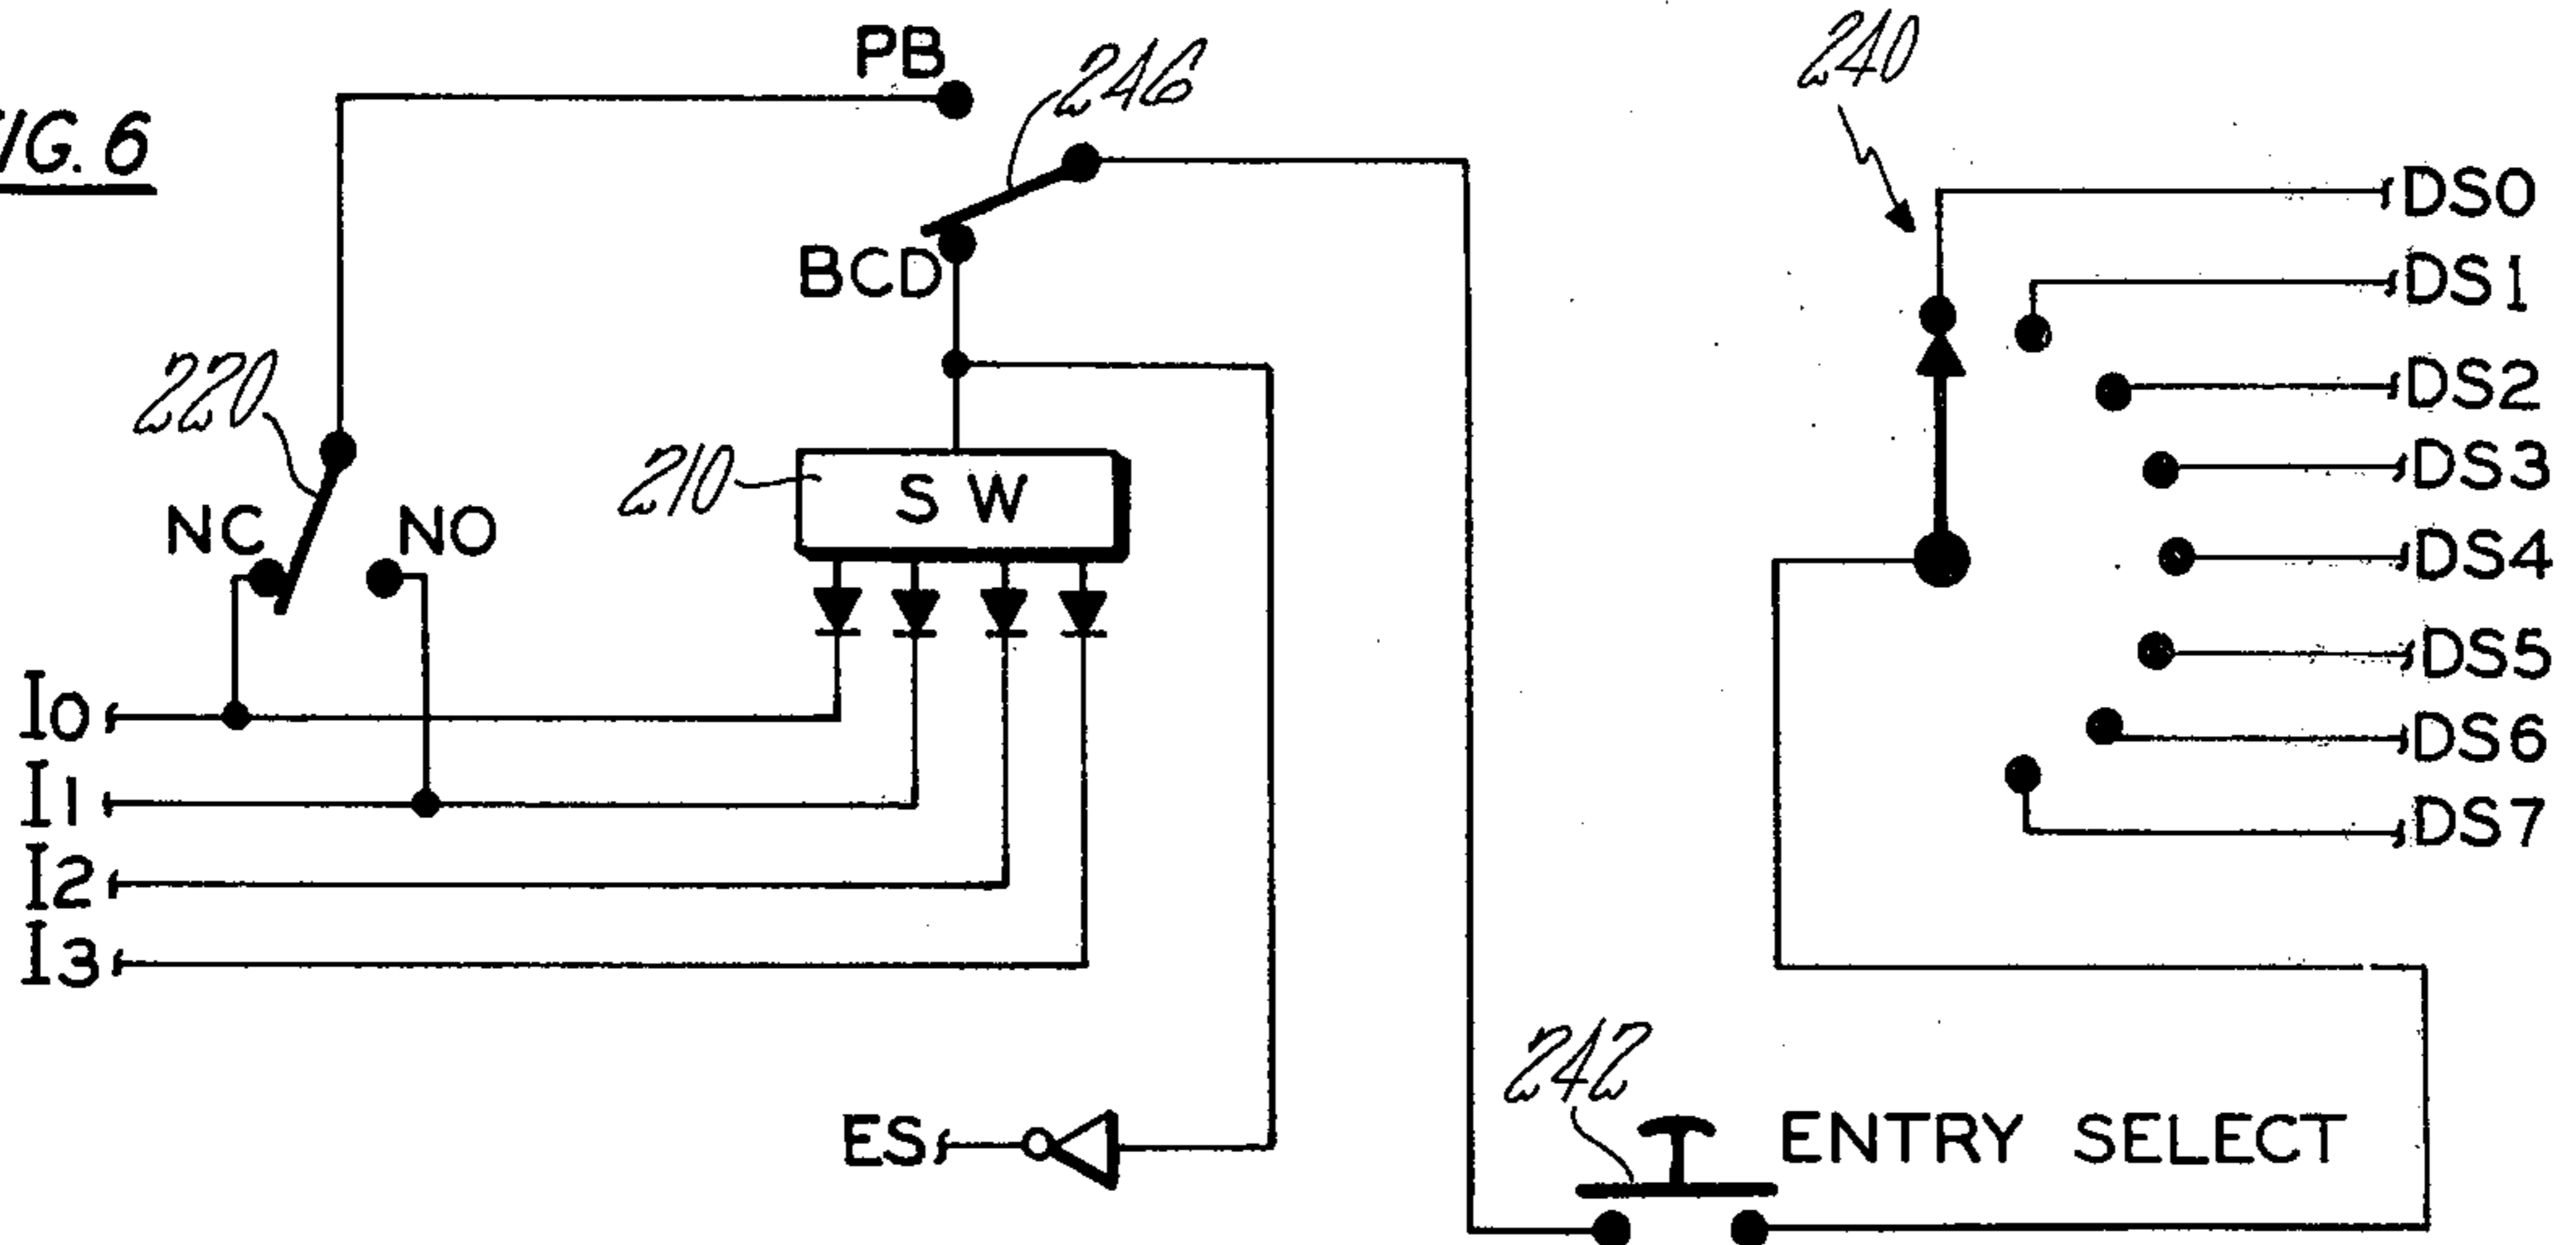 PB
246
240
FIG. 6
DS0
DS1
BCD
DS2
220
210
SW
DS3
NC
NO
DS4
DS5
I0
DS6
I1
DS7
I2
I3
242
ES
ENTRY SELECT